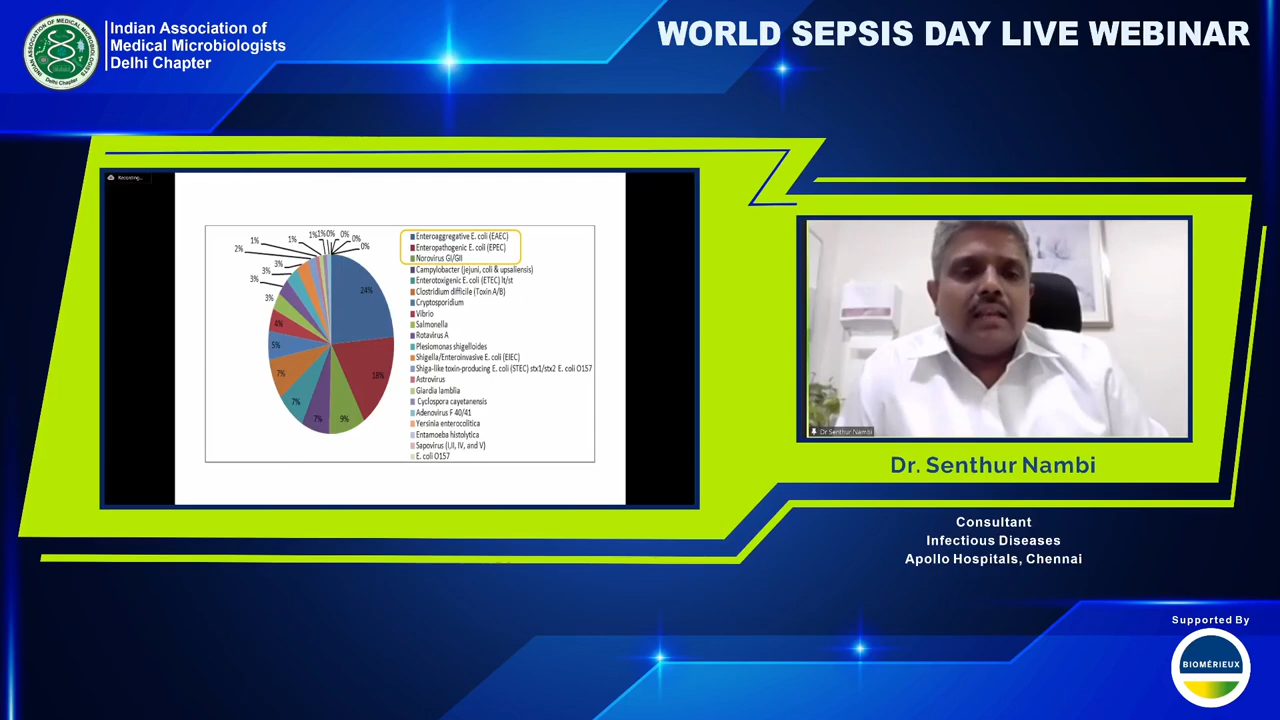 Indian Association of
Medical Microbiologists
Delhi Chapter
WORLD SEPSIS DAY LIVE WEBINAR
Recording...
1%
1%
1%
0%
0%
0%
2%
1%
3%
3%
3%
3%
4%
5%
7%
7%
7%
9%
18%
24%
Enteroaggregative E. coli (EAEC)
Enteropathogenic E. coli (EPEC)
Norovirus GI/GII
Campylobacter (jejuni, coli & upsaliensis)
Enterotoxigenic E. coli (ETEC) lt/st
Clostridium difficile (Toxin A/B)
Cryptosporidium
Vibrio
Salmonella
Rotavirus A
Plesiomonas shigelloides
Shigella/Enteroinvasive E. coli (EIEC)
Shiga-like toxin-producing E. coli (STEC) stx1/stx2 E. coli O157
Astrovirus
Giardia lamblia
Cyclospora cayetanensis
Adenovirus F 40/41
Yersinia enterocolitica
Entamoeba histolytica
Sapovirus (I,II, IV, and V)
E. coli O157
Dr Senthur Nambi
Dr. Senthur Nambi
Consultant
Infectious Diseases
Apollo Hospitals, Chennai
Supported By
BIOMÉRIEUX